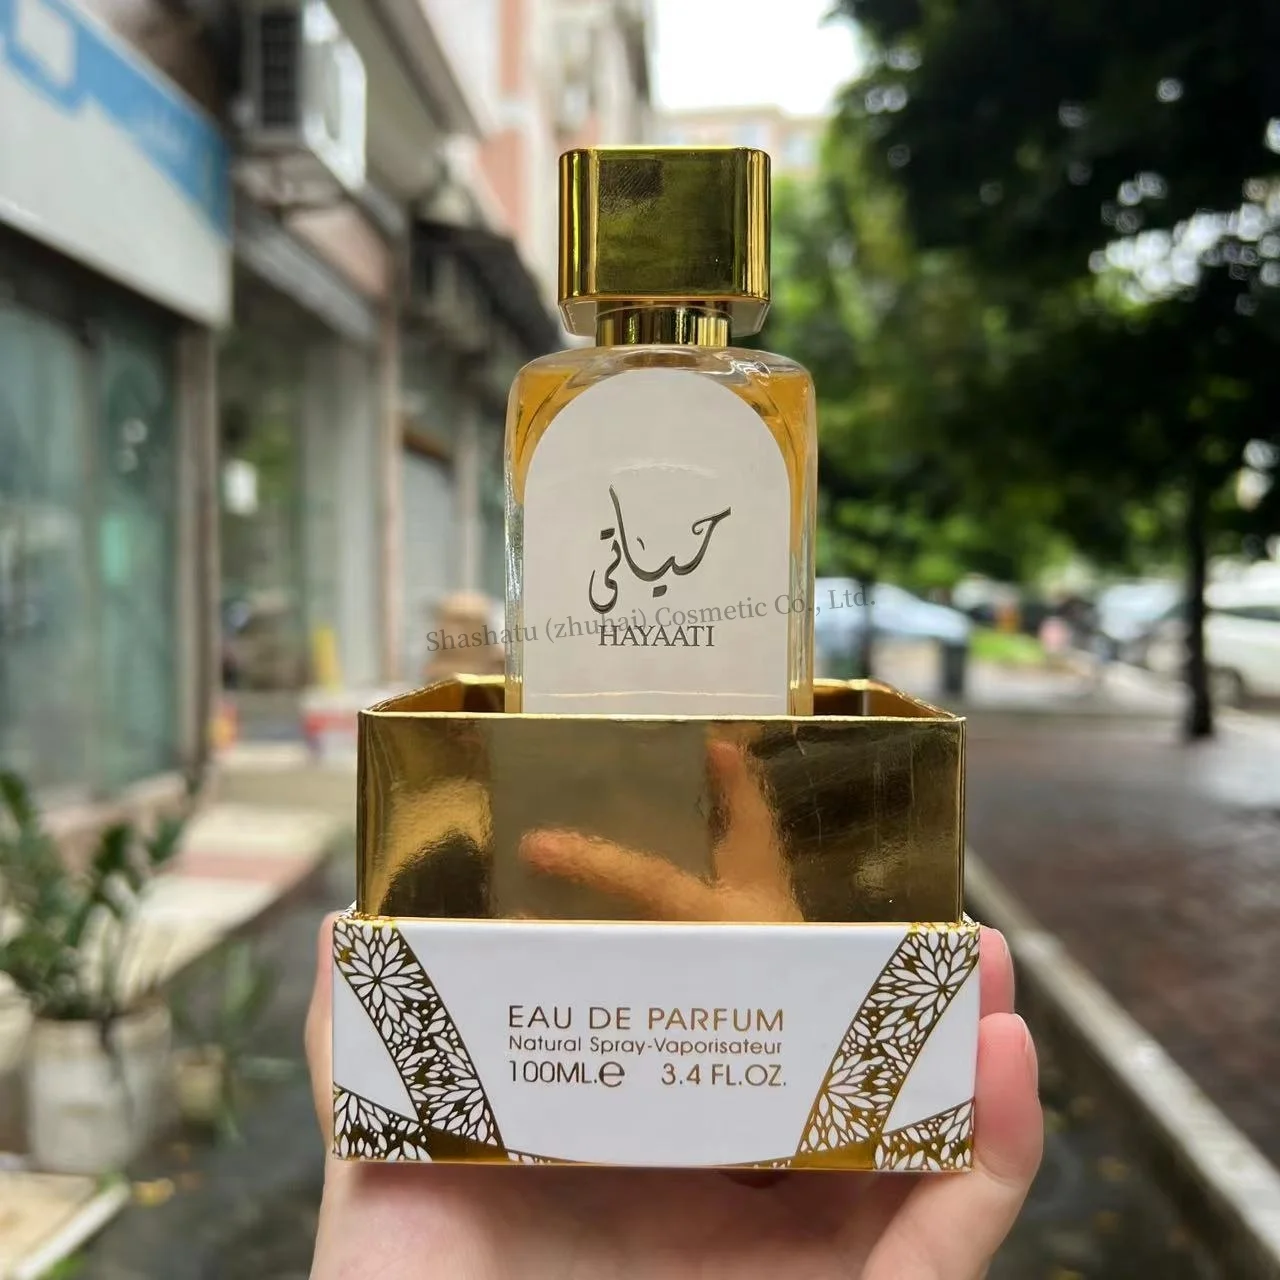 حياتي
Shashatu (zhuhai) Cosmetic Co., Ltd.
HAYAATI
EAU DE PARFUM
Natural Spray-Vaporisateur
100ML.e 3.4 FL.OZ.